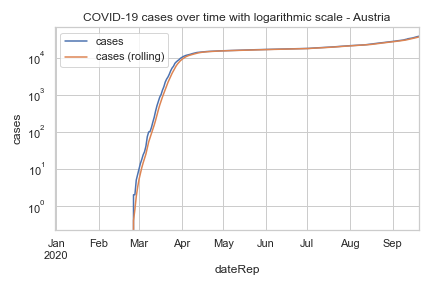 COVID-19 cases over time with logarithmic scale - Austria
cases
cases (rolling)
10^4
10^3
10^2
10^1
10^0
cases
Jan Feb Mar Apr May Jun Jul Aug Sep
2020
dateRep